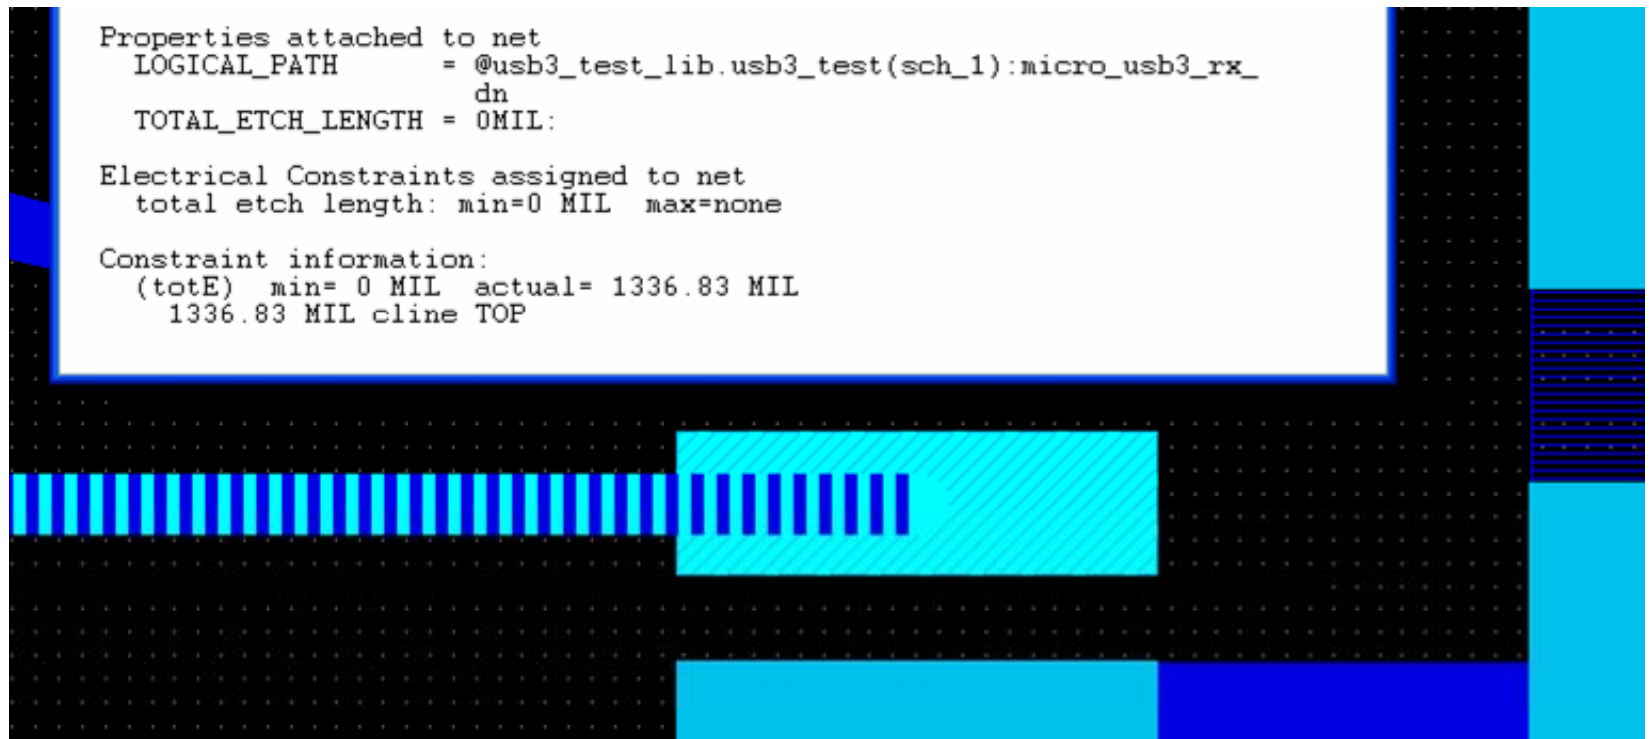 Properties attached to net
LOGICAL_PATH = @usb3_test_lib.usb3_test(sch_1):micro_usb3_rx_
dn
TOTAL_ETCH_LENGTH = 0MIL:
Electrical Constraints assigned to net
total etch length: min=0 MIL max=none
Constraint information:
(totE) min= 0 MIL actual= 1336.83 MIL
1336.83 MIL cline TOP